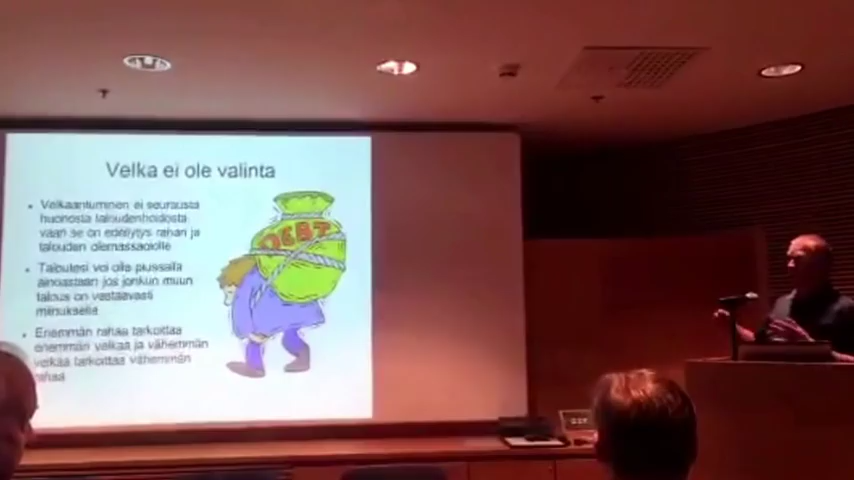 Velka ei ole valinta
• Velkaantuminen ei seurausta
huonosta taloudenhoidosta
vaan se on edellytys rahan ja
talouden olemassaololle
• Taloutesi voi olla plussalla
ainoastaan jos jonkun muun
talous on vastaavasti
miinuksella
• Enemmän rahaa tarkoittaa
enemmän velkaa ja vähemmän
velkaa tarkoittaa vähemmän
rahaa
DEBT